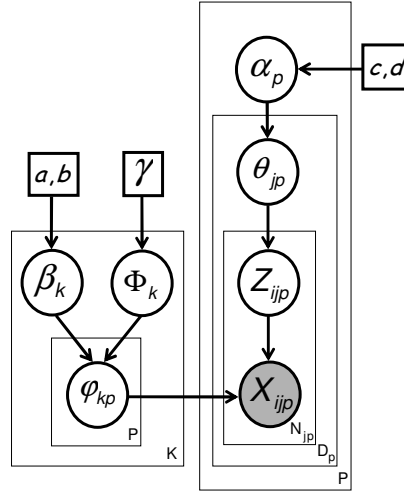 α_p
c,d
θ_jp
a,b
γ
β_k
Φ_k
Z_ijp
φ_kp
X_ijp
P
N_jp
D_p
K
P